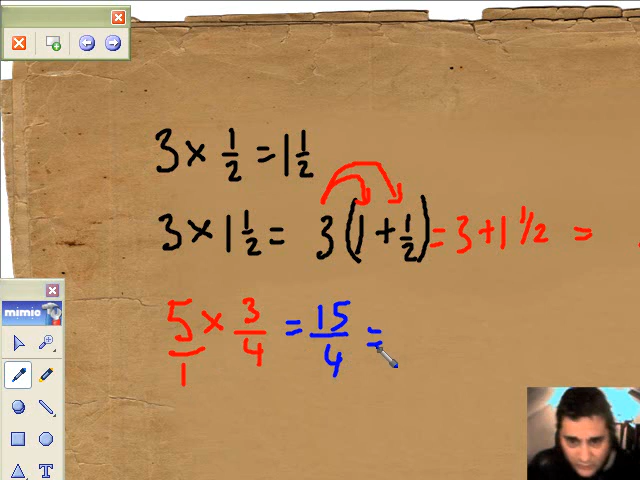 3 × 1/2 = 1 1/2
3 × 1 1/2 = 3 (1 + 1/2) = 3 + 1 1/2 =
mimio
5/1 × 3/4 = 15/4 =
T